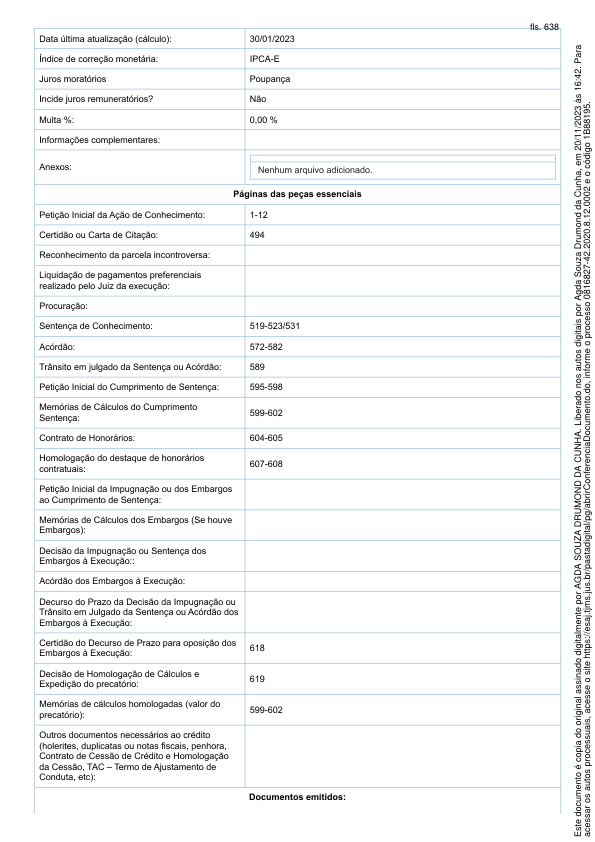 fls. 638
Data última atualização (cálculo): 30/01/2023
Índice de correção monetária: IPCA-E
Juros moratórios Poupança
Incide juros remuneratórios? Não
Multa %: 0,00 %
Informações complementares:
Anexos: Nenhum arquivo adicionado.
Páginas das peças essenciais
Petição Inicial da Ação de Conhecimento: 1-12
Certidão ou Carta de Citação: 494
Reconhecimento da parcela incontroversa:
Liquidação de pagamentos preferenciais
realizado pelo Juiz da execução:
Procuração:
Sentença de Conhecimento: 519-523/531
Acórdão: 572-582
Trânsito em julgado da Sentença ou Acórdão: 589
Petição Inicial do Cumprimento de Sentença: 595-598
Memórias de Cálculos do Cumprimento
Sentença: 599-602
Contrato de Honorários: 604-605
Homologação do destaque de honorários
contratuais: 607-608
Petição Inicial da Impugnação ou dos Embargos
ao Cumprimento de Sentença:
Memórias de Cálculos dos Embargos (Se houve
Embargos):
Decisão da Impugnação ou Sentença dos
Embargos à Execução::
Acórdão dos Embargos à Execução:
Decurso do Prazo da Decisão da Impugnação ou
Trânsito em Julgado da Sentença ou Acórdão dos
Embargos à Execução:
Certidão do Decurso de Prazo para oposição dos
Embargos à Execução: 618
Decisão de Homologação de Cálculos e
Expedição do precatório: 619
Memórias de cálculos homologadas (valor do
precatório): 599-602
Outros documentos necessários ao crédito
(holerites, duplicatas ou notas fiscais, penhora,
Contrato de Cessão de Crédito e Homologação
da Cessão, TAC – Termo de Ajustamento de
Conduta, etc):
Documentos emitidos:
Este documento é copia do original assinado digitalmente por AGDA SOUZA DRUMOND DA CUNHA. Liberado nos autos digitais por Agda Souza Drumond da Cunha, em 20/11/2023 às 16:42. Para
acessar os autos processuais, acesse o site https://esaj.tjms.jus.br/pastadigital/pg/abrirConferenciaDocumento.do, informe o processo 0816827-42.2020.8.12.0002 e o código 1B88195.